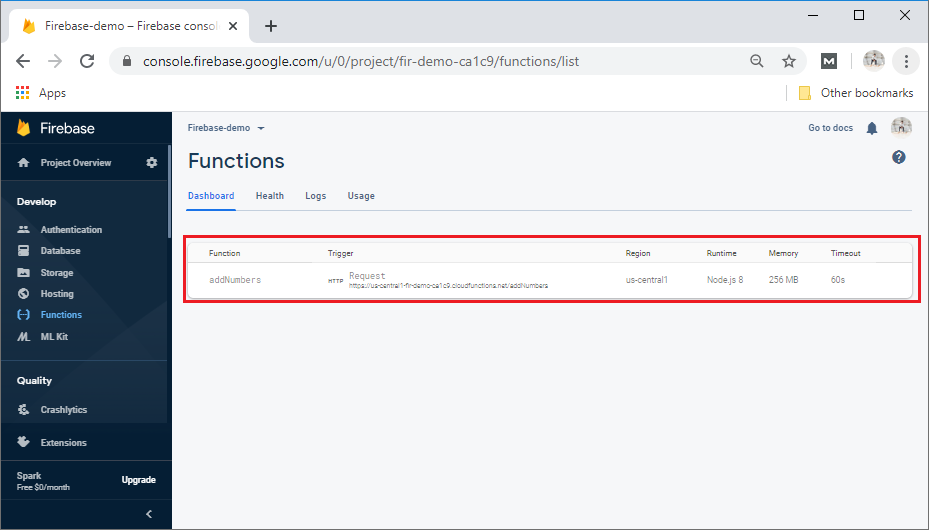 Firebase-demo – Firebase consol
console.firebase.google.com/u/0/project/fir-demo-ca1c9/functions/list
M
Apps
Other bookmarks
Firebase
Project Overview
Develop
Authentication
Database
Storage
Hosting
Functions
ML Kit
Quality
Crashlytics
Extensions
Spark
Free $0/month
Upgrade
Firebase-demo
Go to docs
Functions
Dashboard Health Logs Usage
Function Trigger Region Runtime Memory Timeout
addNumbers HTTP Request us-central1 Node.js 8 256 MB 60s
https://us-central1-fir-demo-ca1c9.cloudfunctions.net/addNumbers